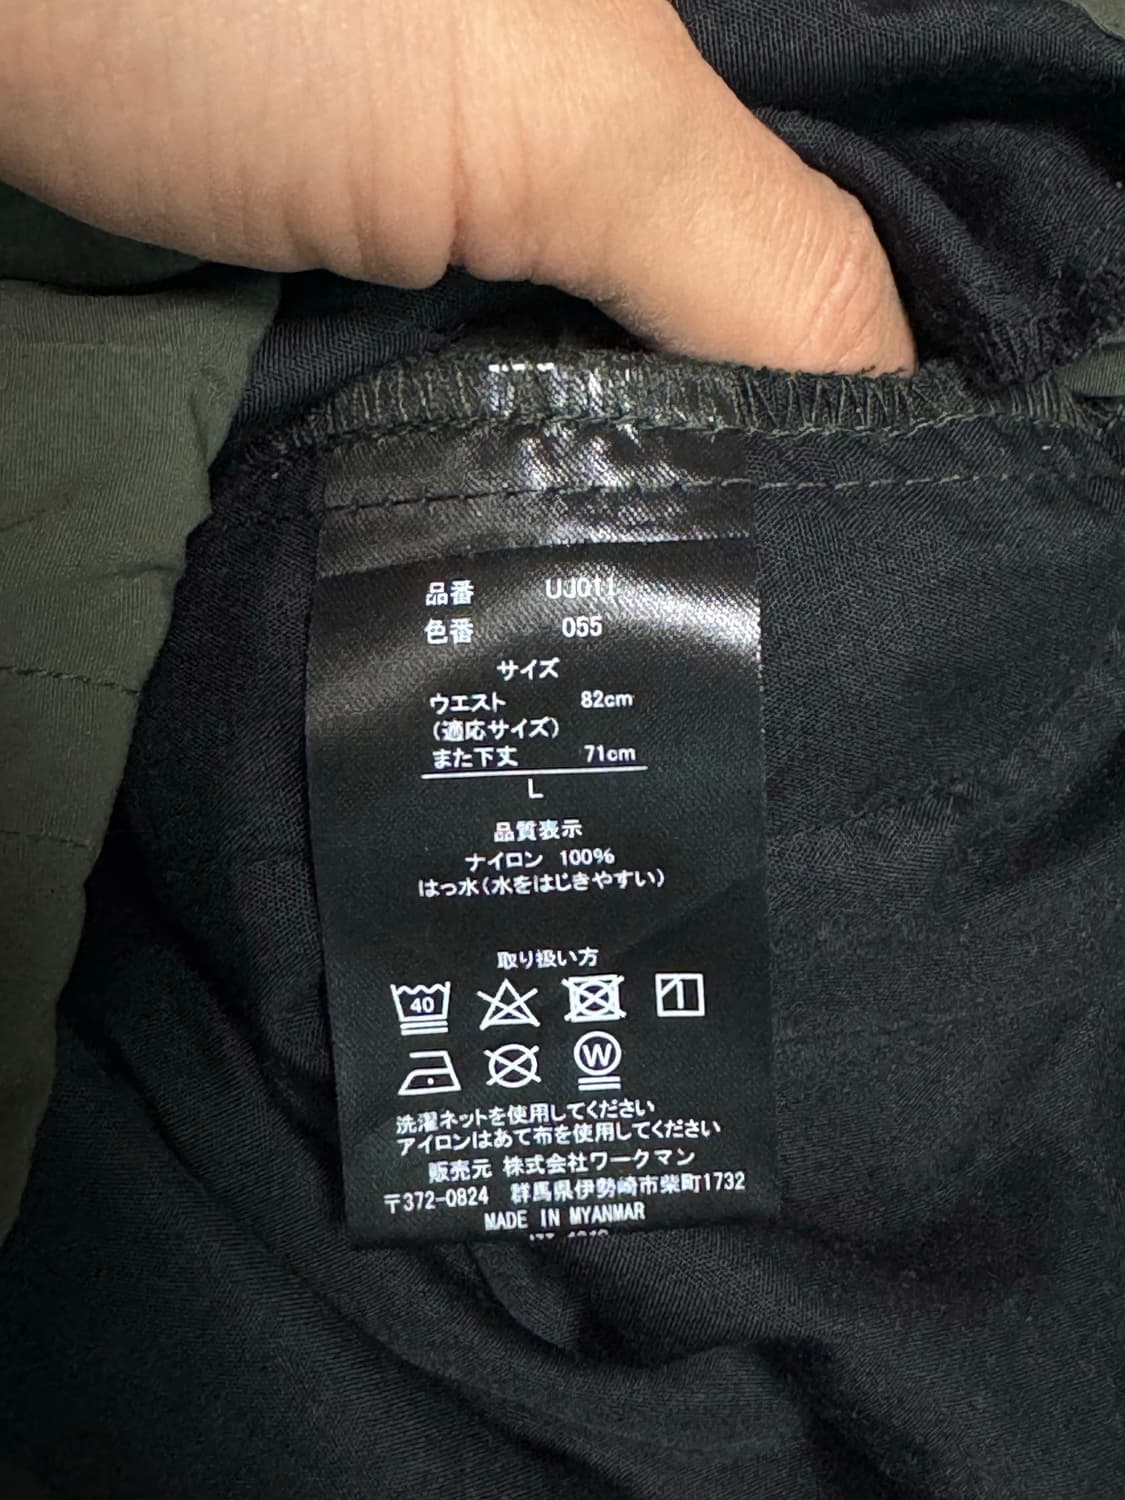 品番 UJ011
色番 055
サイズ
ウエスト 82cm
(適応サイズ)
また下丈 71cm
L
品質表示
ナイロン 100%
はっ水(水をはじきやすい)
取り扱い方
40
W
洗濯ネットを使用してください
アイロンはあて布を使用してください
販売元 株式会社ワークマン
〒372-0824 群馬県伊勢崎市柴町1732
MADE IN MYANMAR